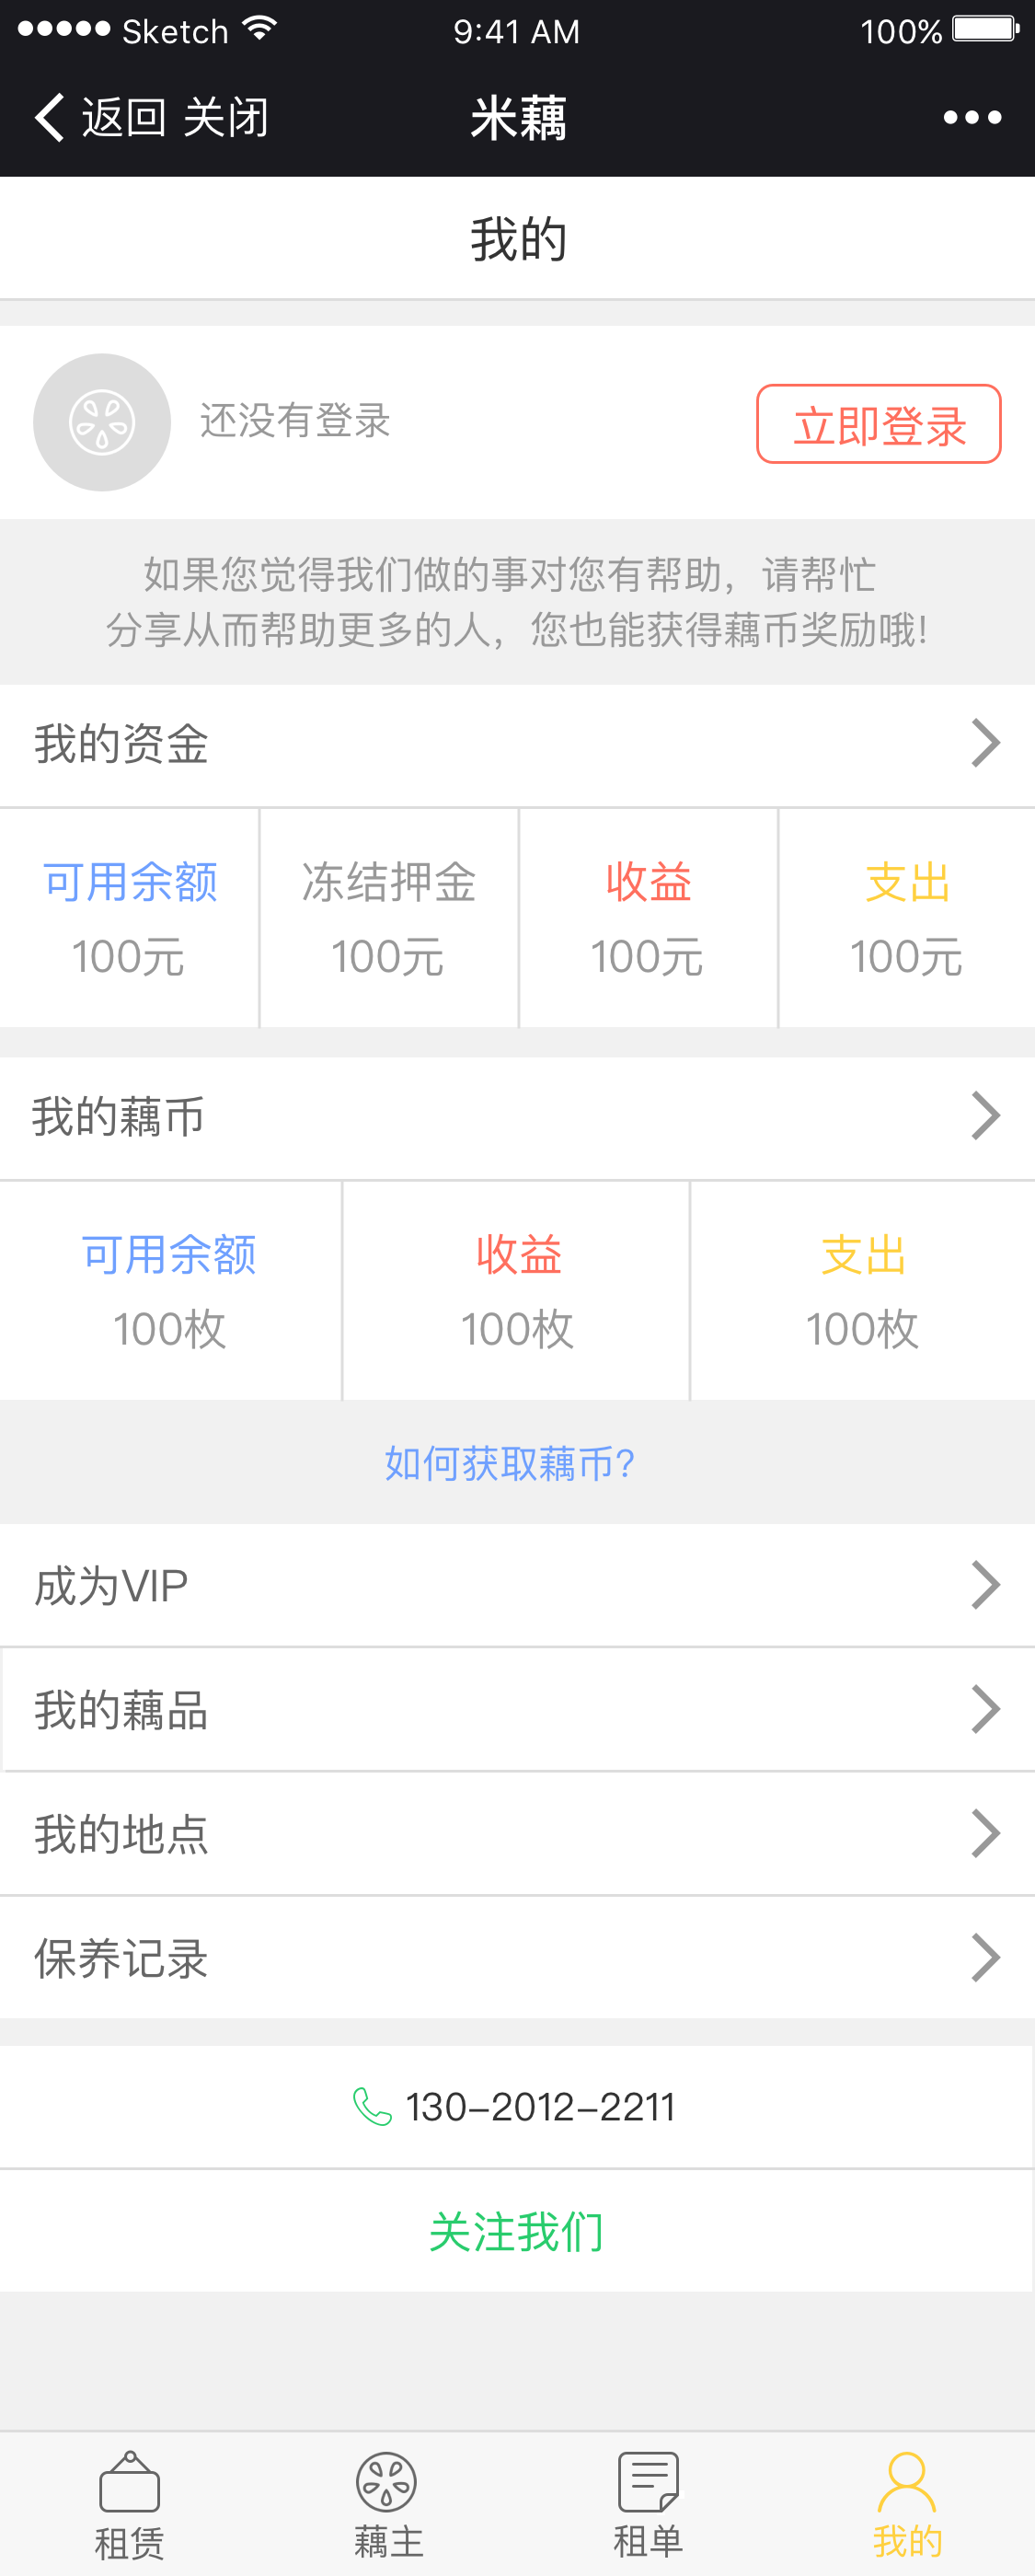 Sketch 9:41 AM 100%
返回 关闭 米藕
我的
还没有登录 立即登录
如果您觉得我们做的事对您有帮助，请帮忙
分享从而帮助更多的人，您也能获得藕币奖励哦!
我的资金
可用余额 冻结押金 收益 支出
100元 100元 100元 100元
我的藕币
可用余额 收益 支出
100枚 100枚 100枚
如何获取藕币?
成为VIP
我的藕品
我的地点
保养记录
130-2012-2211
关注我们
租赁 藕主 租单 我的